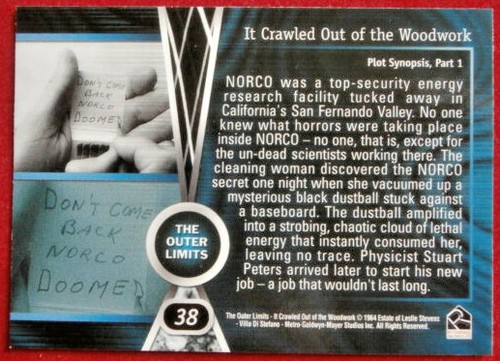 It Crawled Out of the Woodwork
Plot Synopsis, Part 1
NORCO was a top-security energy
research facility tucked away in
California's San Fernando Valley. No one
knew what horrors were taking place
inside NORCO – no one, that is, except for
the un-dead scientists working there. The
cleaning woman discovered the NORCO
secret one night when she vacuumed up a
mysterious black dustball stuck against
a baseboard. The dustball amplified
into a strobing, chaotic cloud of lethal
energy that instantly consumed her,
leaving no trace. Physicist Stuart
Peters arrived later to start his new
job – a job that wouldn't last long.
DON'T COME
BACK
NORCO
DOOMED
DON'T COME
BACK
NORCO
DOOMED
THE
OUTER
LIMITS
38
The Outer Limits - It Crawled Out of the Woodwork © 1964 Estate of Leslie Stevens
- Villa Di Stefano - Metro-Goldwyn-Mayer Studios Inc. All Rights Reserved.